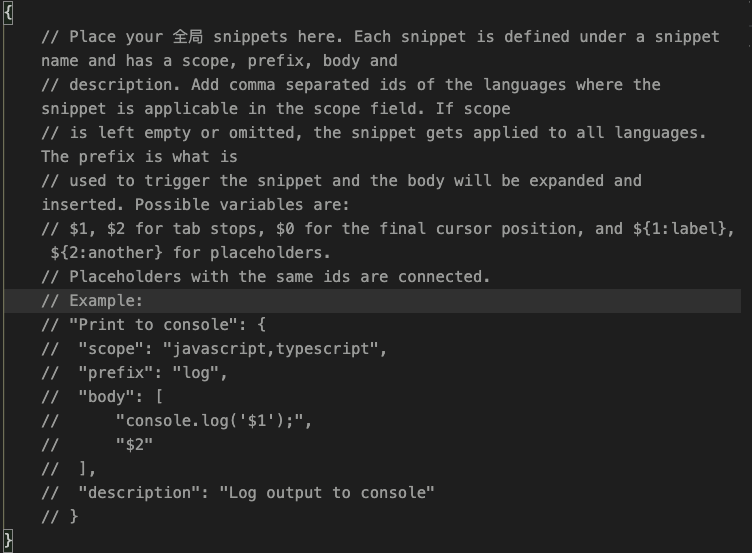 {
// Place your 全局 snippets here. Each snippet is defined under a snippet
name and has a scope, prefix, body and
// description. Add comma separated ids of the languages where the
snippet is applicable in the scope field. If scope
// is left empty or omitted, the snippet gets applied to all languages.
The prefix is what is
// used to trigger the snippet and the body will be expanded and
inserted. Possible variables are:
// $1, $2 for tab stops, $0 for the final cursor position, and ${1:label},
${2:another} for placeholders.
// Placeholders with the same ids are connected.
// Example:
// "Print to console": {
//  "scope": "javascript,typescript",
//  "prefix": "log",
//  "body": [
//      "console.log('$1');",
//      "$2"
//  ],
//  "description": "Log output to console"
// }
}